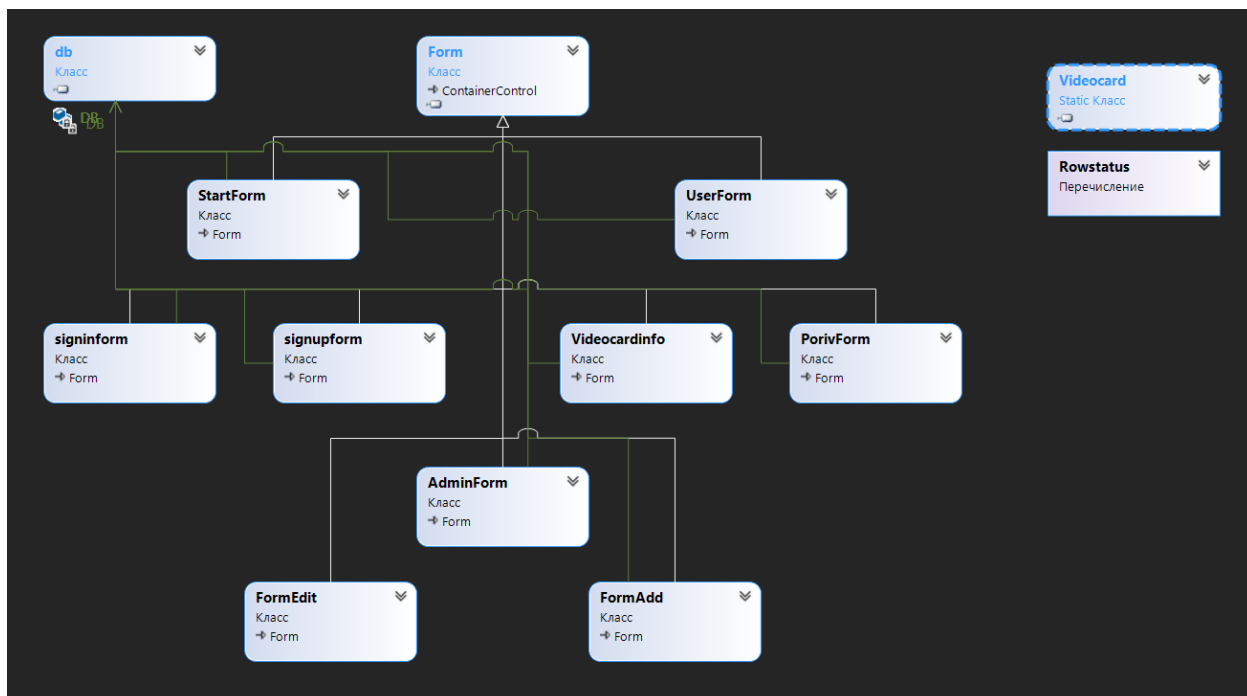 db
Класс
DB
DB
Form
Класс
ContainerControl
Videocard
Static Класс
Rowstatus
Перечисление
StartForm
Класс
Form
UserForm
Класс
Form
signinform
Класс
Form
signupform
Класс
Form
Videocardinfo
Класс
Form
PorivForm
Класс
Form
AdminForm
Класс
Form
FormEdit
Класс
Form
FormAdd
Класс
Form